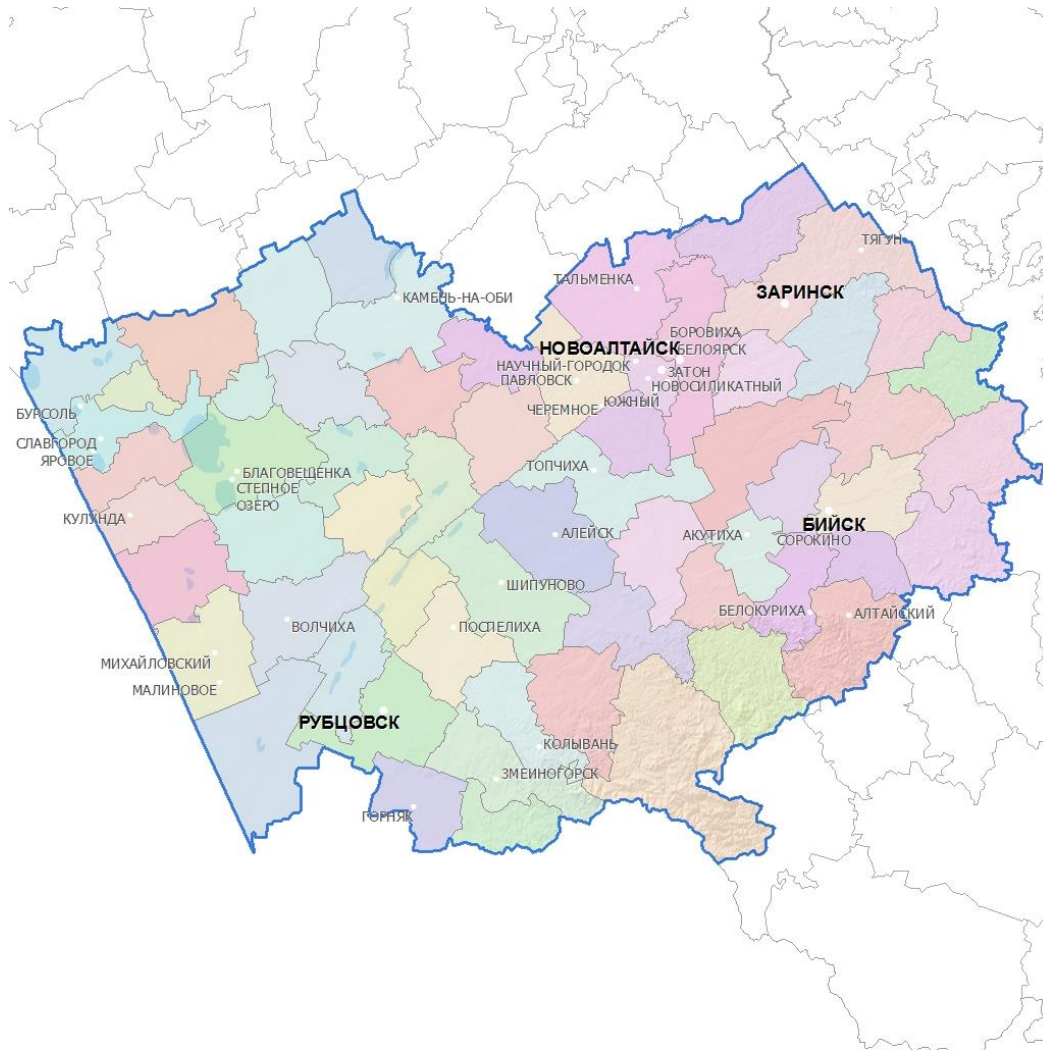 ТЯГУН
ТАЛЬМЕНКА
ЗАРИНСК
КАМЕНЬ-НА-ОБИ
БОРОВИХА
НОВОАЛТАЙСК
БЕЛОЯРСК
НАУЧНЫЙ-ГОРОДОК
ЗАТОН
ПАВЛОВСК
НОВОСИЛИКАТНЫЙ
ЮЖНЫЙ
БУРСОЛЬ
ЧЕРЕМНОЕ
СЛАВГОРОД
ЯРОВОЕ
ТОПЧИХА
БЛАГОВЕЩЕНКА
СТЕПНОЕ
ОЗЕРО
КУЛУНДА
БИЙСК
АЛЕЙСК
АКУТИХА
СОРОКИНО
ШИПУНОВО
БЕЛОКУРИХА
АЛТАЙСКИЙ
ВОЛЧИХА
ПОСПЕЛИХА
МИХАЙЛОВСКИЙ
МАЛИНОВОЕ
РУБЦОВСК
КОЛЫВАНЬ
ЗМЕИНОГОРСК
ГОРНЯК